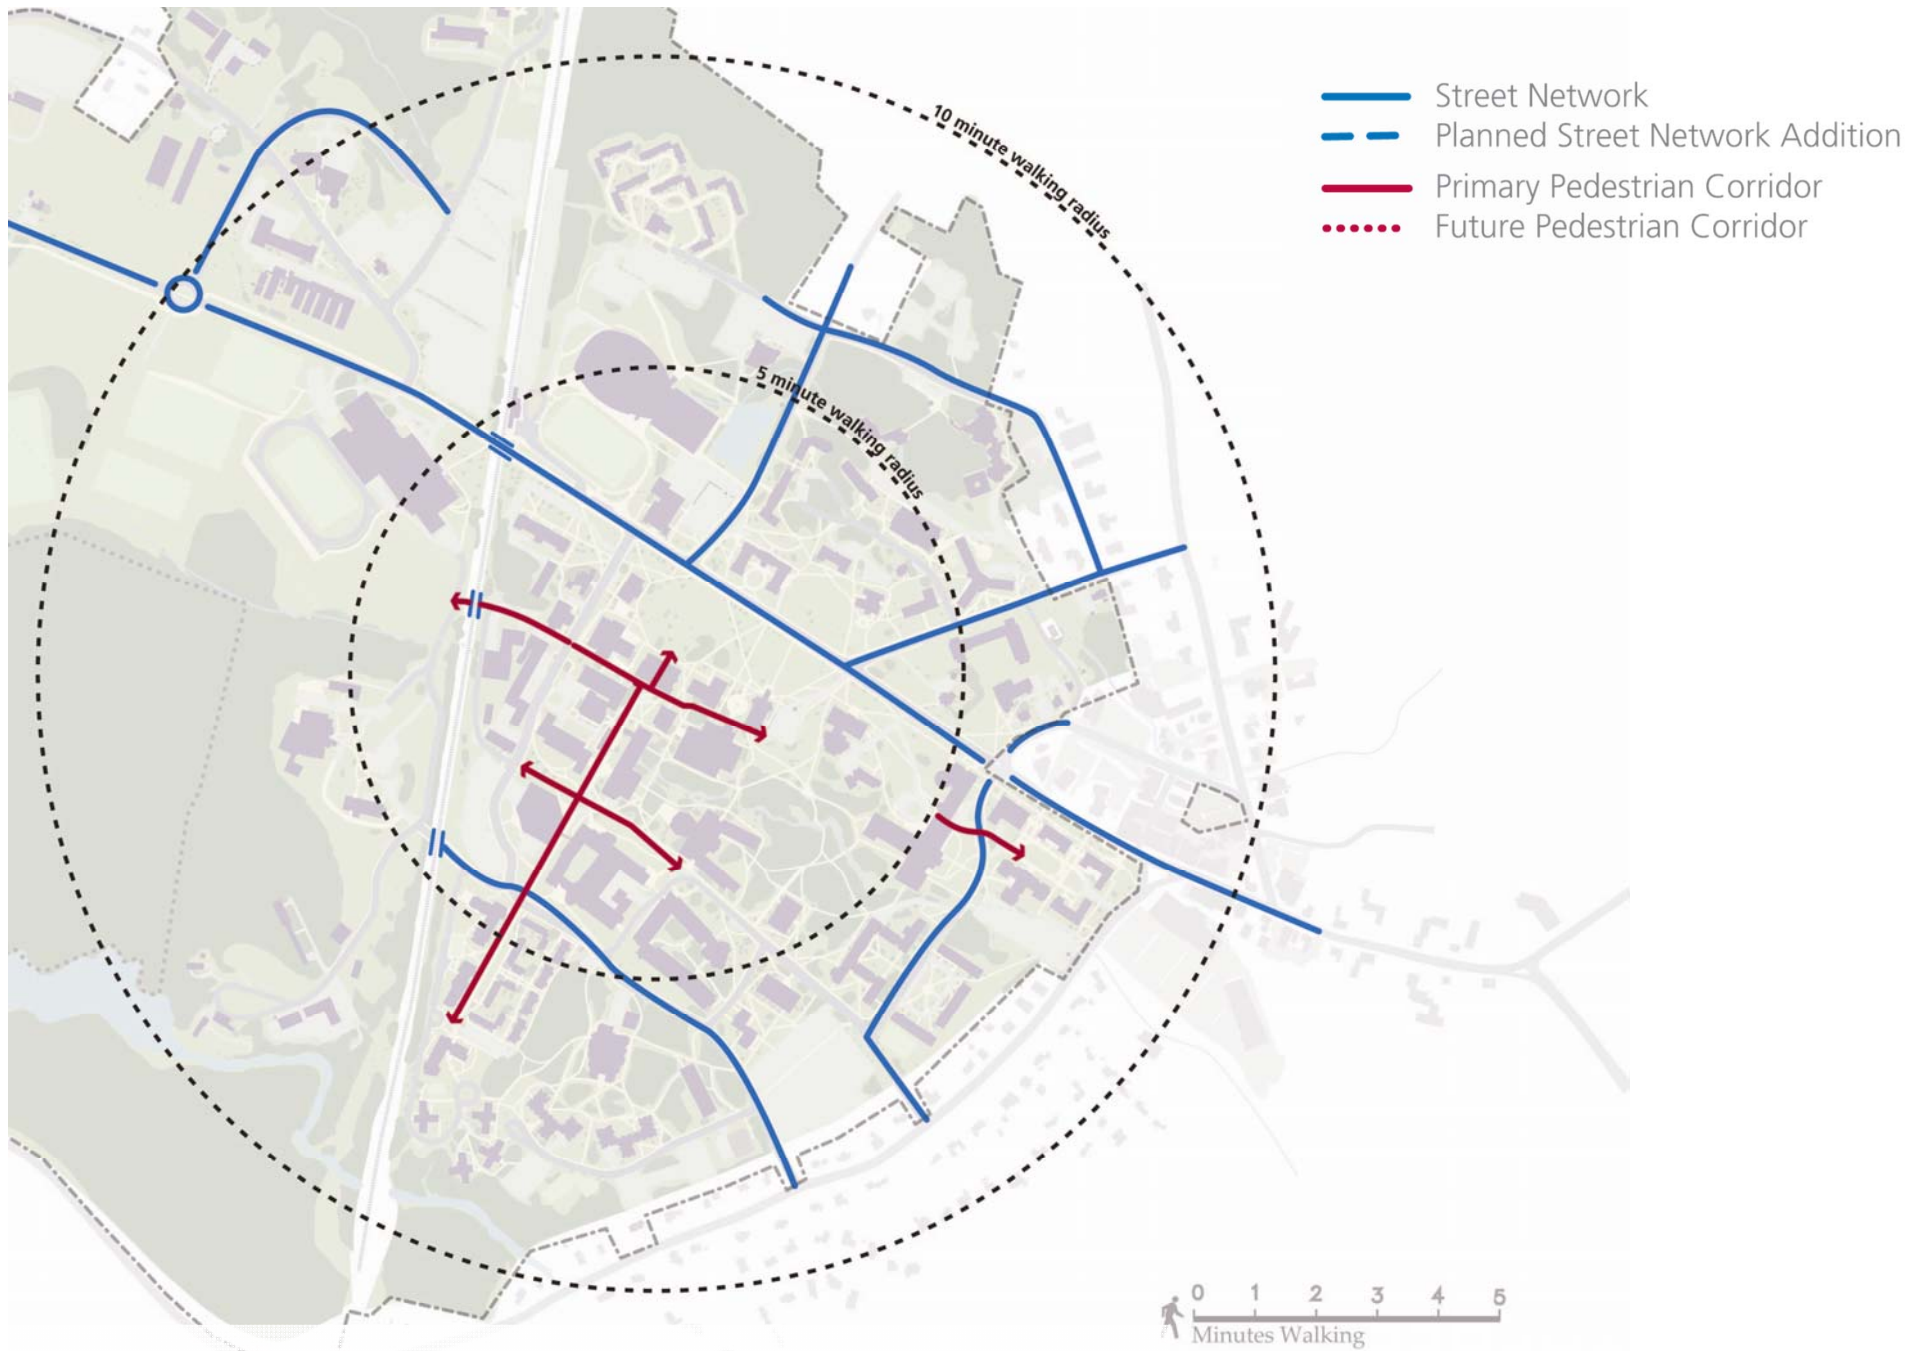 10 minute walking radius
5 minute walking radius
Street Network
Planned Street Network Addition
Primary Pedestrian Corridor
Future Pedestrian Corridor
0 1 2 3 4 5
Minutes Walking